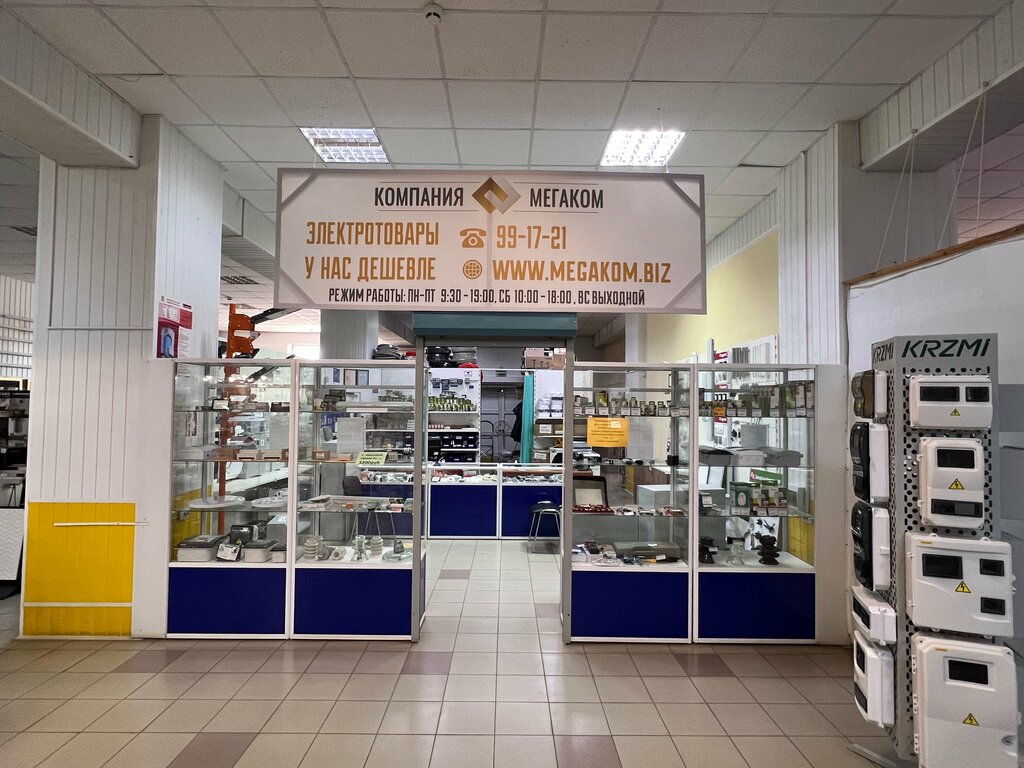 КОМПАНИЯ МЕГАКОМ
ЭЛЕКТРОТОВАРЫ 99-17-21
У НАС ДЕШЕВЛЕ WWW.MEGAKOM.BIZ
РЕЖИМ РАБОТЫ: ПН-ПТ 9:30 - 19:00, СБ 10:00 - 18:00 , ВС ВЫХОДНОЙ
KRZMI KRZMI